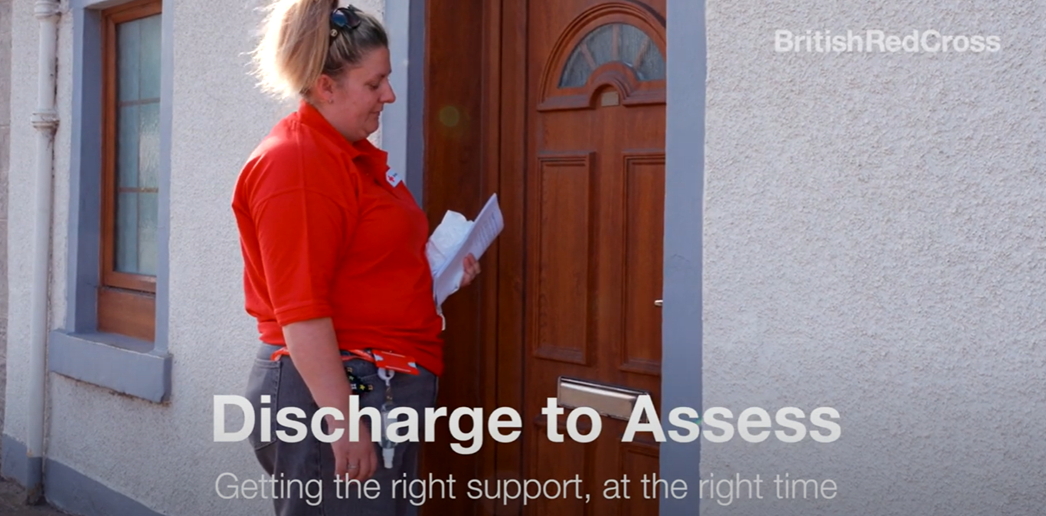 BritishRedCross
Discharge to Assess
Getting the right support, at the right time